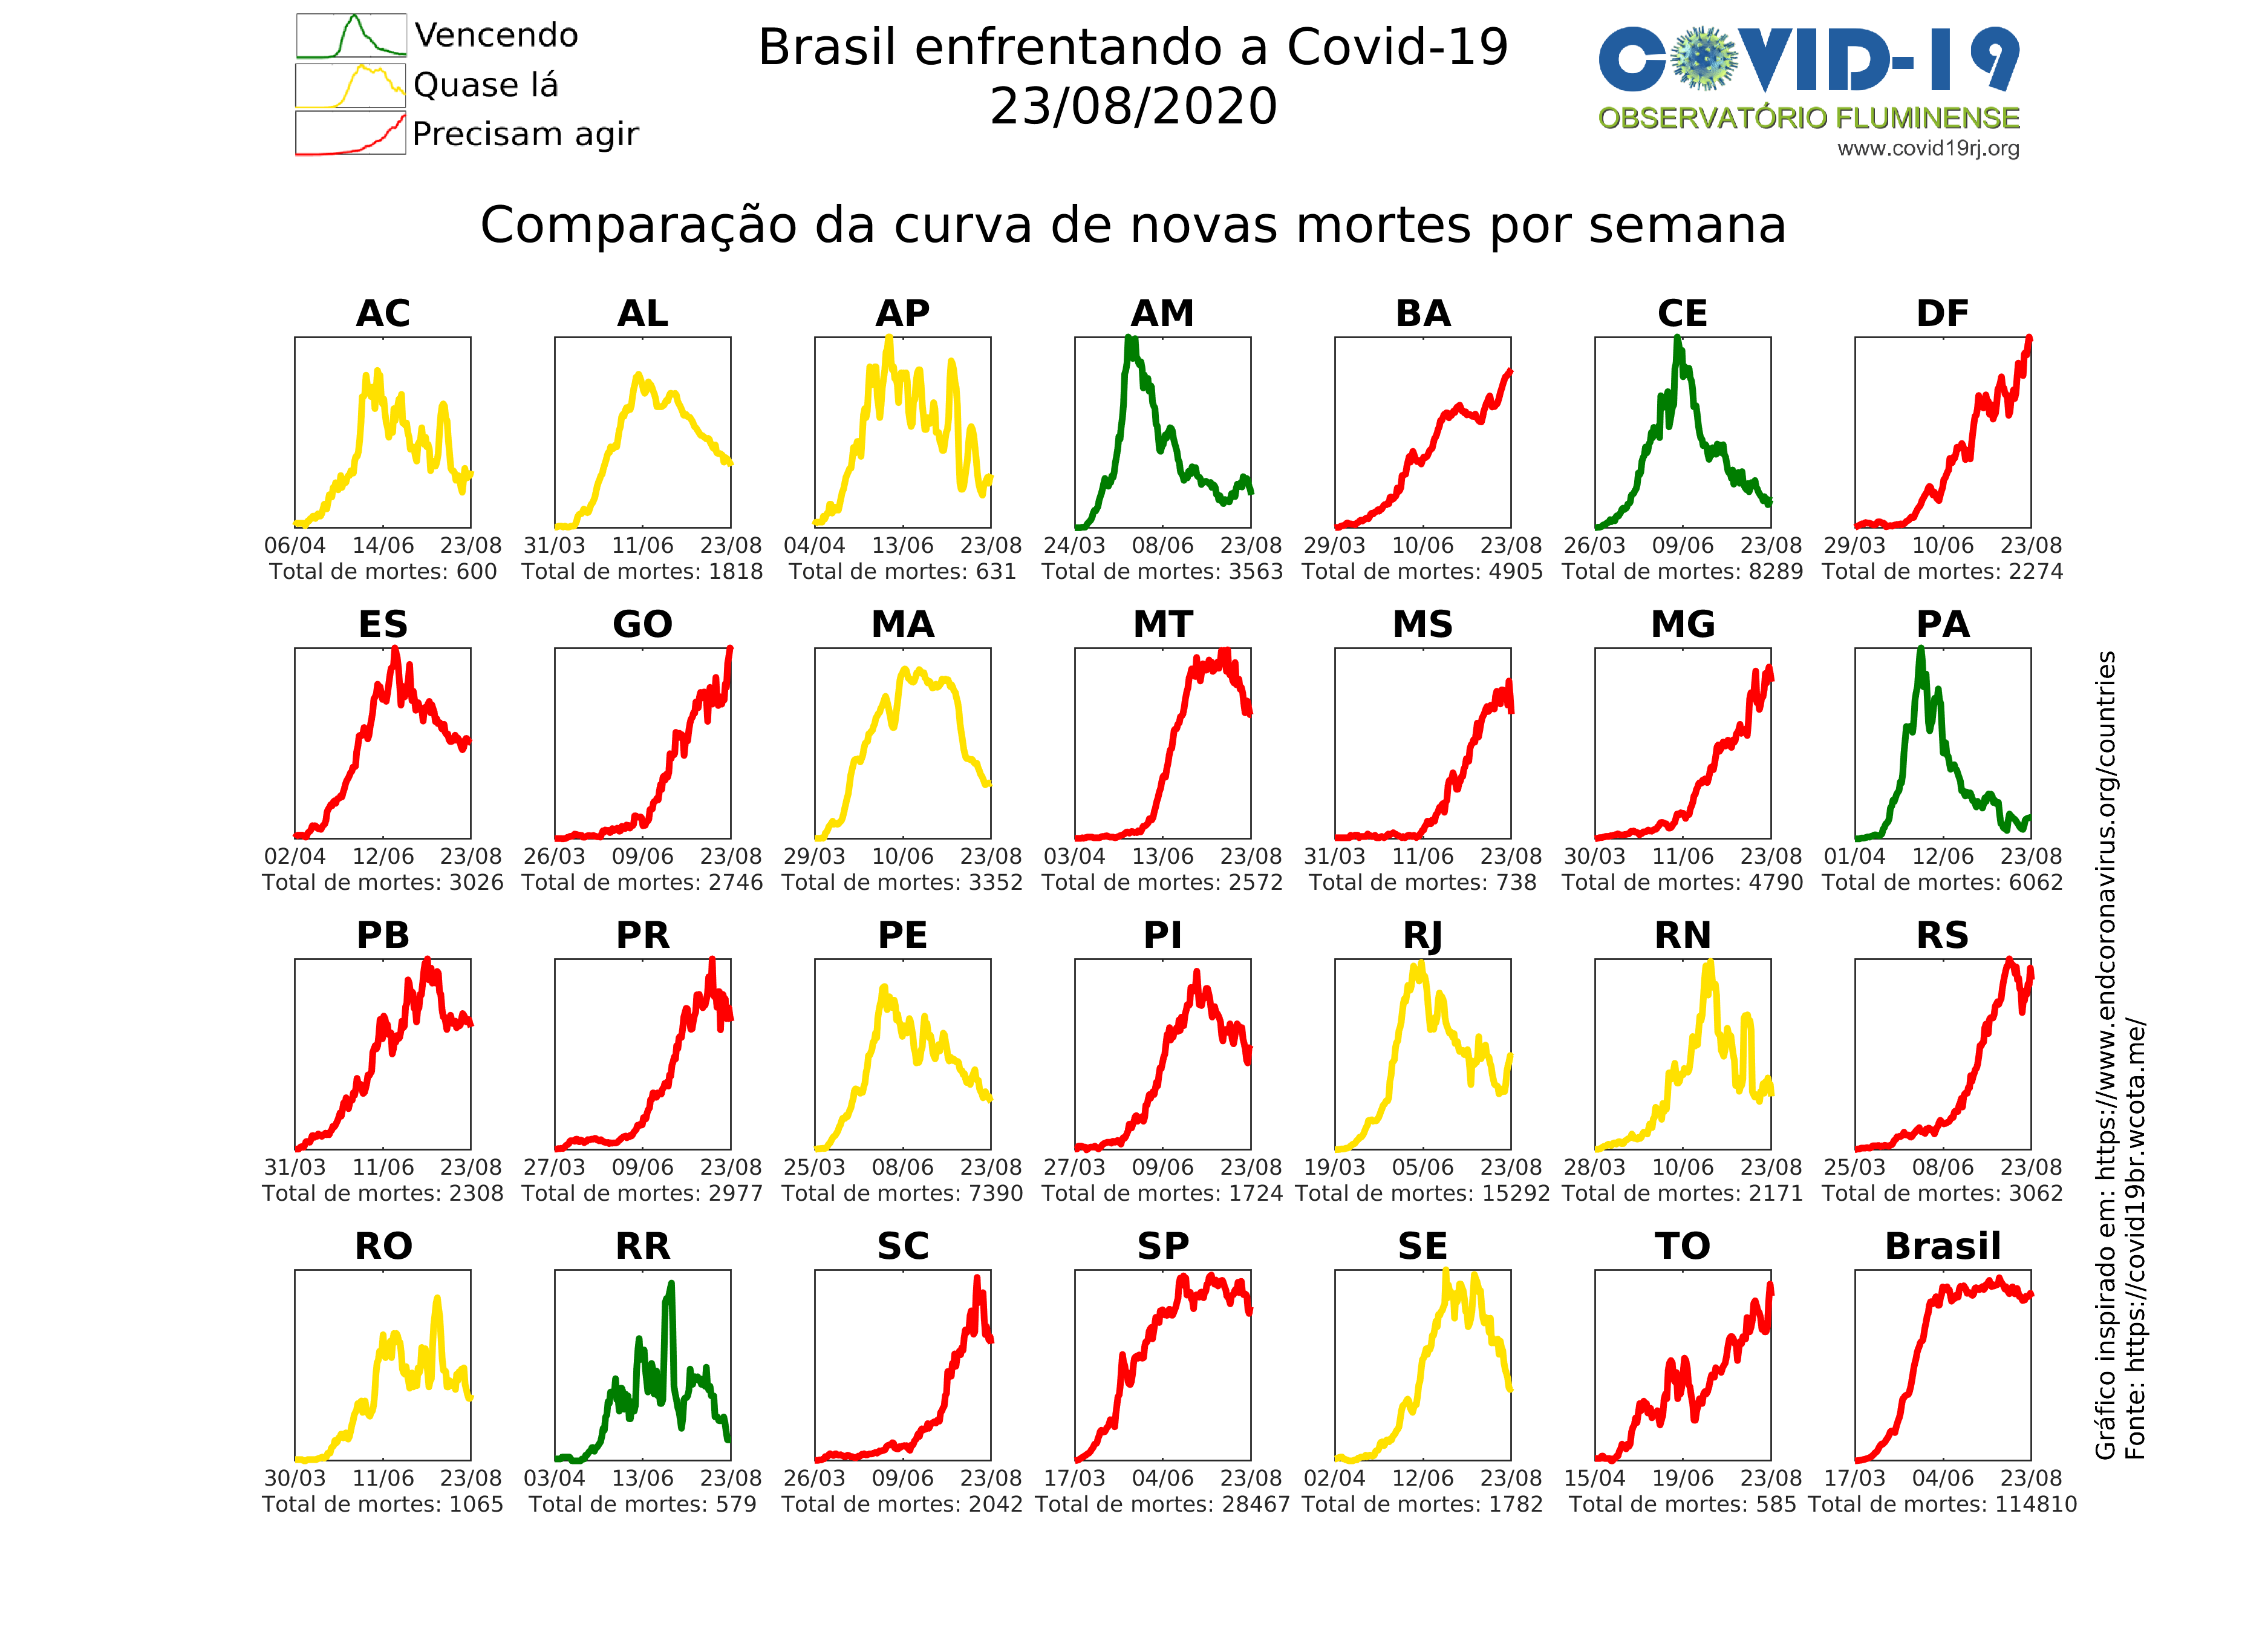 Vencendo
Quase lá
Precisam agir
Brasil enfrentando a Covid-19
23/08/2020
COVID-19
OBSERVATÓRIO FLUMINENSE
www.covid19rj.org
Comparação da curva de novas mortes por semana
AC AL AP AM BA CE DF
06/04 14/06 23/08 31/03 11/06 23/08 04/04 13/06 23/08 24/03 08/06 23/08 29/03 10/06 23/08 26/03 09/06 23/08 29/03 10/06 23/08
Total de mortes: 600 Total de mortes: 1818 Total de mortes: 631 Total de mortes: 3563 Total de mortes: 4905 Total de mortes: 8289 Total de mortes: 2274
ES GO MA MT MS MG PA
02/04 12/06 23/08 26/03 09/06 23/08 29/03 10/06 23/08 03/04 13/06 23/08 31/03 11/06 23/08 30/03 11/06 23/08 01/04 12/06 23/08
Total de mortes: 3026 Total de mortes: 2746 Total de mortes: 3352 Total de mortes: 2572 Total de mortes: 738 Total de mortes: 4790 Total de mortes: 6062
PB PR PE PI RJ RN RS
31/03 11/06 23/08 27/03 09/06 23/08 25/03 08/06 23/08 27/03 09/06 23/08 19/03 05/06 23/08 28/03 10/06 23/08 25/03 08/06 23/08
Total de mortes: 2308 Total de mortes: 2977 Total de mortes: 7390 Total de mortes: 1724 Total de mortes: 15292 Total de mortes: 2171 Total de mortes: 3062
RO RR SC SP SE TO Brasil
30/03 11/06 23/08 03/04 13/06 23/08 26/03 09/06 23/08 17/03 04/06 23/08 02/04 12/06 23/08 15/04 19/06 23/08 17/03 04/06 23/08
Total de mortes: 1065 Total de mortes: 579 Total de mortes: 2042 Total de mortes: 28467 Total de mortes: 1782 Total de mortes: 585 Total de mortes: 114810
Gráfico inspirado em: https://www.endcoronavirus.org/countries
Fonte: https://covid19br.wcota.me/